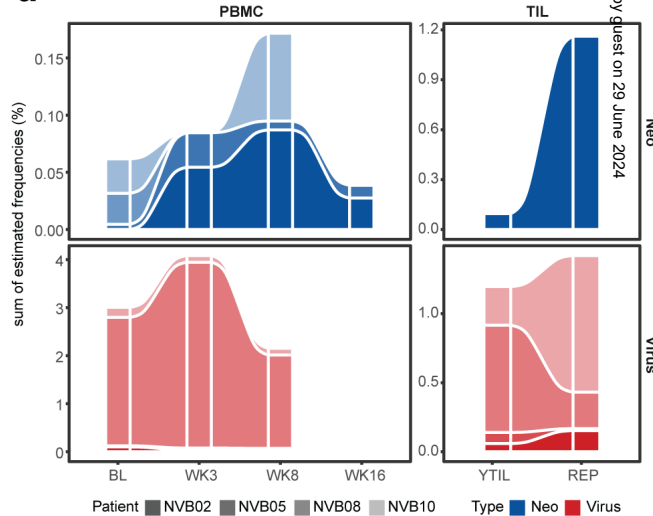 PBMC
TIL
sum of estimated frequencies (%)
0.15
0.10
0.05
0.00
1.2
0.9
0.6
0.3
0.0
Neo
by guest on 29 June 2024
4
3
2
1
0
1.0
0.5
0.0
Virus
BL WK3 WK8 WK16
YTIL REP
Patient NVB02 NVB05 NVB08 NVB10 Type Neo Virus